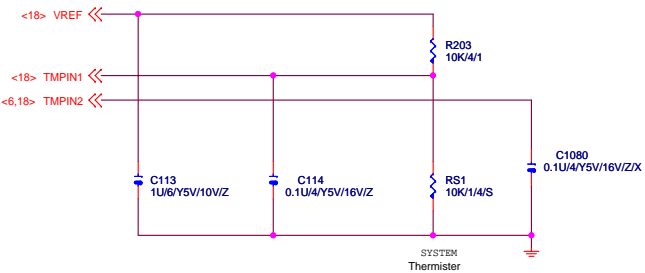 <18> VREF
R203
10K/4/1
<18> TMPIN1
<6,18> TMPIN2
C1080
0.1U/4/Y5V/16V/Z/X
C113
1U/6/Y5V/10V/Z
C114
0.1U/4/Y5V/16V/Z
RS1
10K/1/4/S
SYSTEM
Thermister